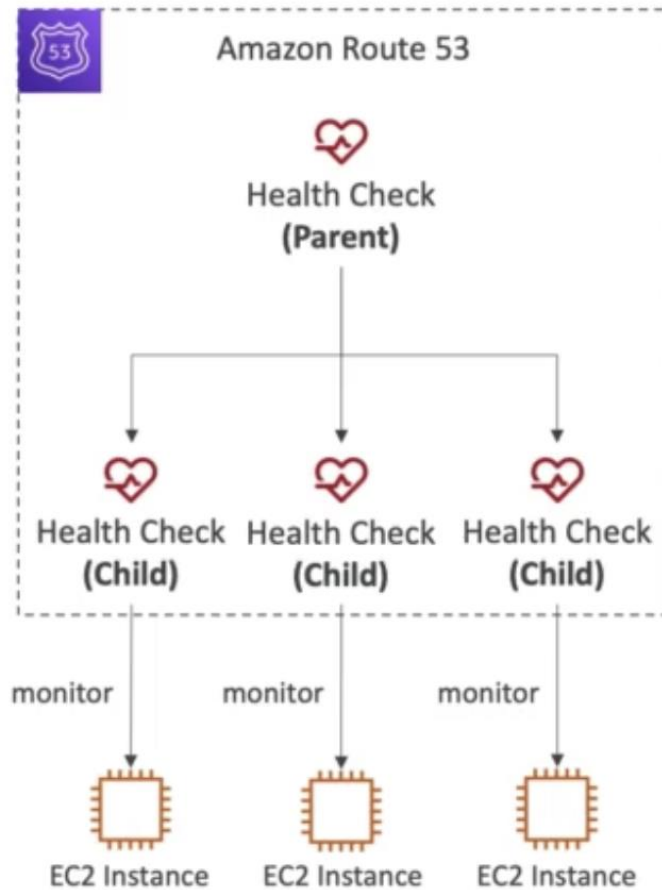 53
Amazon Route 53
Health Check
(Parent)
Health Check
(Child)
Health Check
(Child)
Health Check
(Child)
monitor
monitor
monitor
EC2 Instance
EC2 Instance
EC2 Instance